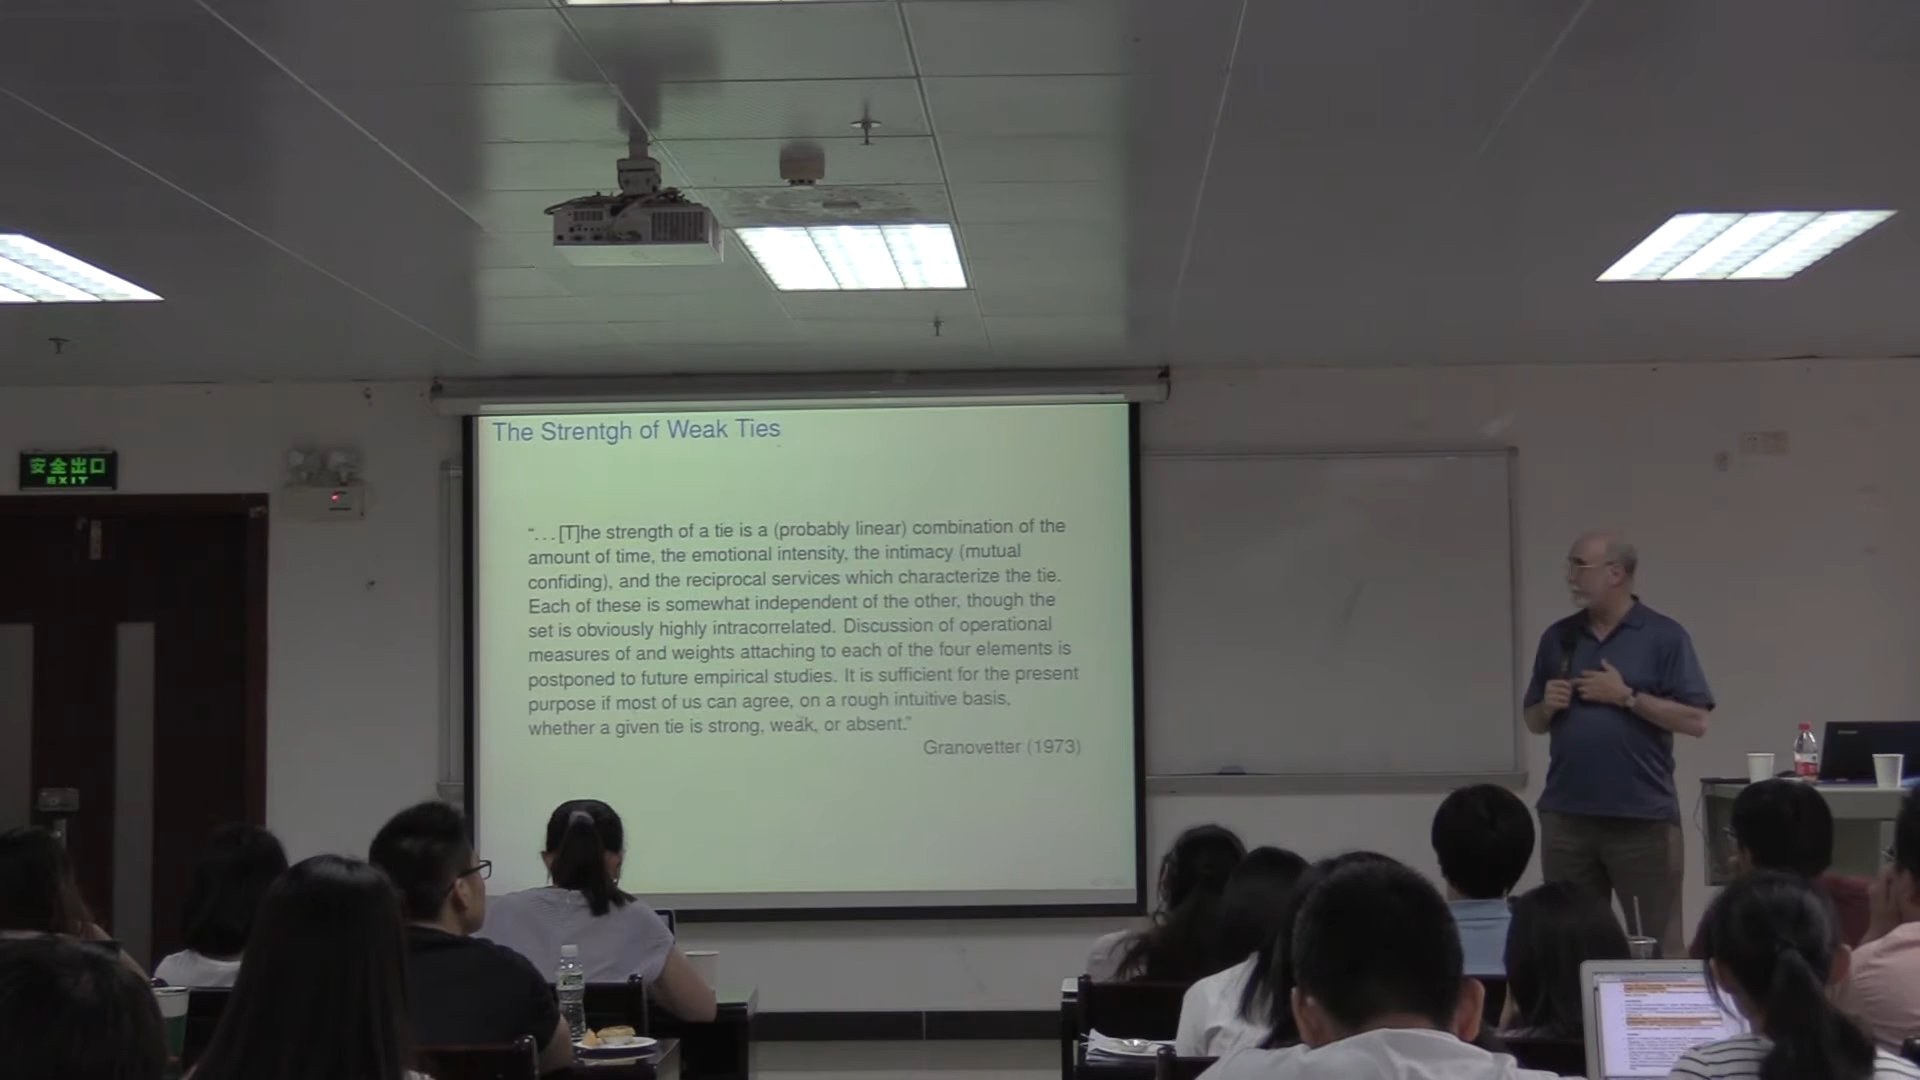 The Strentgh of Weak Ties
“…[T]he strength of a tie is a (probably linear) combination of the
amount of time, the emotional intensity, the intimacy (mutual
confiding), and the reciprocal services which characterize the tie.
Each of these is somewhat independent of the other, though the
set is obviously highly intracorrelated. Discussion of operational
measures of and weights attaching to each of the four elements is
postponed to future empirical studies. It is sufficient for the present
purpose if most of us can agree, on a rough intuitive basis,
whether a given tie is strong, weak, or absent.”
Granovetter (1973)
安全出口
EXIT